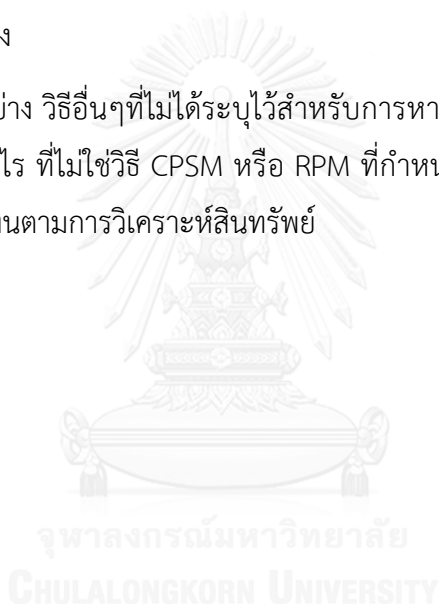 ง
ย่าง วิธีอื่นๆที่ไม่ได้ระบุไว้สำหรับการหา
ไร ที่ไม่ใช่วิธี CPSM หรือ RPM ที่กำหน
ทนตามการวิเคราะห์สินทรัพย์
จุฬาลงกรณ์มหาวิทยาลัย
CHULALONGKORN UNIVERSITY